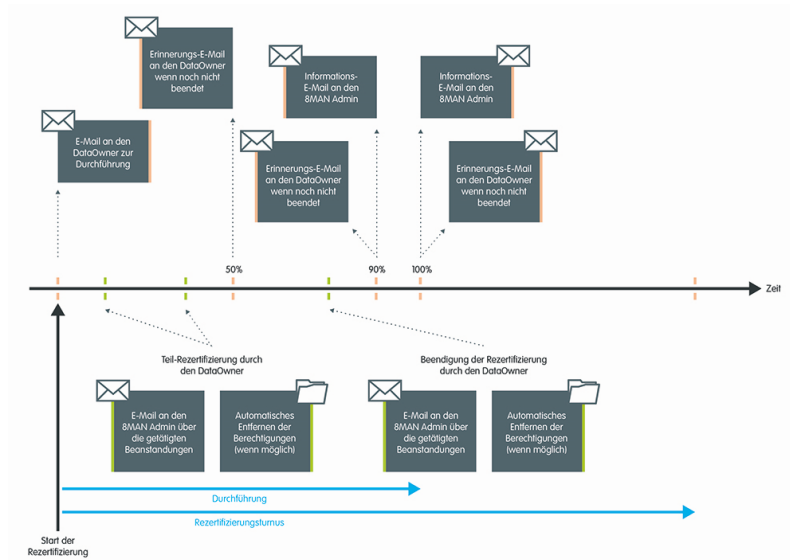 Erinnerungs-E-Mail
an den DataOwner
wenn noch nicht
beendet
Informations-
E-Mail an den
8MAN Admin
Informations-
E-Mail an den
8MAN Admin
E-Mail an den
DataOwner zur
Durchführung
Erinnerungs-E-Mail
an den DataOwner
wenn noch nicht
beendet
Erinnerungs-E-Mail
an den DataOwner
wenn noch nicht
beendet
50%
90%
100%
Zeit
Teil-Rezertifizierung durch
den DataOwner
Beendigung der Rezertifizierung
durch den DataOwner
E-Mail an den
8MAN Admin über
die getätigten
Beanstandungen
Automatisches
Entfernen der
Berechtigungen
(wenn möglich)
E-Mail an den
8MAN Admin über
die getätigten
Beanstandungen
Automatisches
Entfernen der
Berechtigungen
(wenn möglich)
Durchführung
Rezertifizierungsturnus
Start der
Rezertifizierung